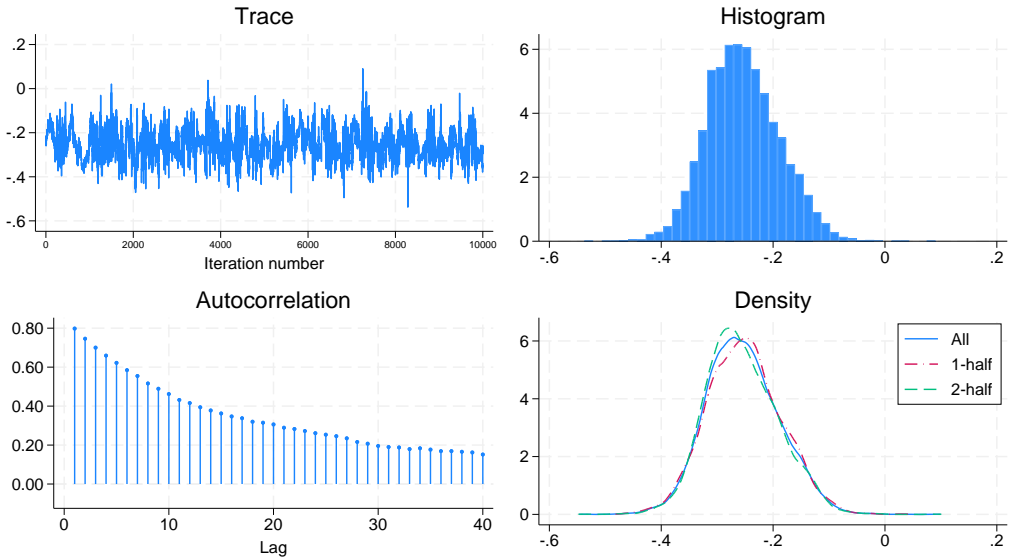 Trace
.2
0
-.2
-.4
-.6
0 2000 4000 6000 8000 10000
Iteration number
Histogram
6
4
2
0
-.6 -.4 -.2 0 .2
Autocorrelation
0.80
0.60
0.40
0.20
0.00
0 10 20 30 40
Lag
Density
6
4
2
0
-.6 -.4 -.2 0 .2
All
1-half
2-half